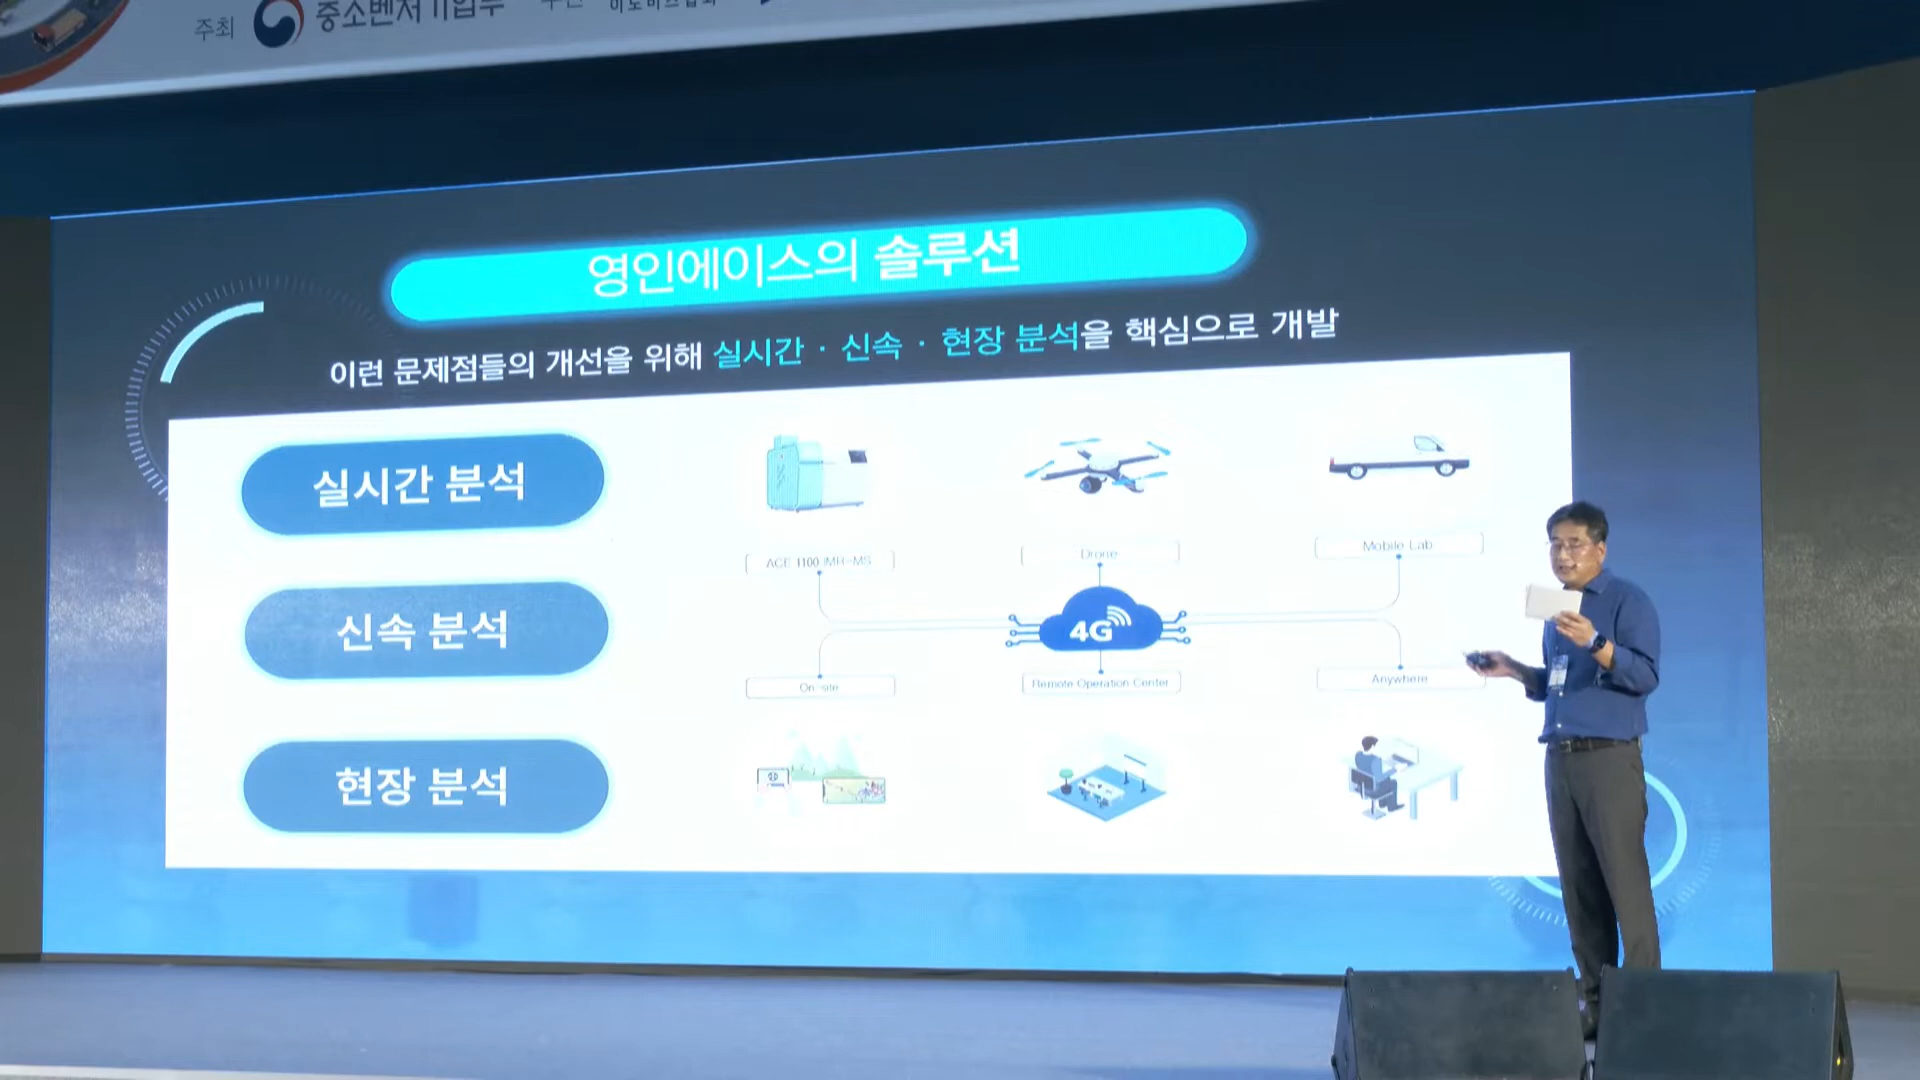 주최 중소벤처기업부
영인에이스의 솔루션
이런 문제점들의 개선을 위해 실시간 · 신속 · 현장 분석을 핵심으로 개발
실시간 분석
신속 분석
현장 분석
ACE 1100 IMR-MS
Drone
Mobile Lab
4G
On-site
Remote Operation Center
Anywhere